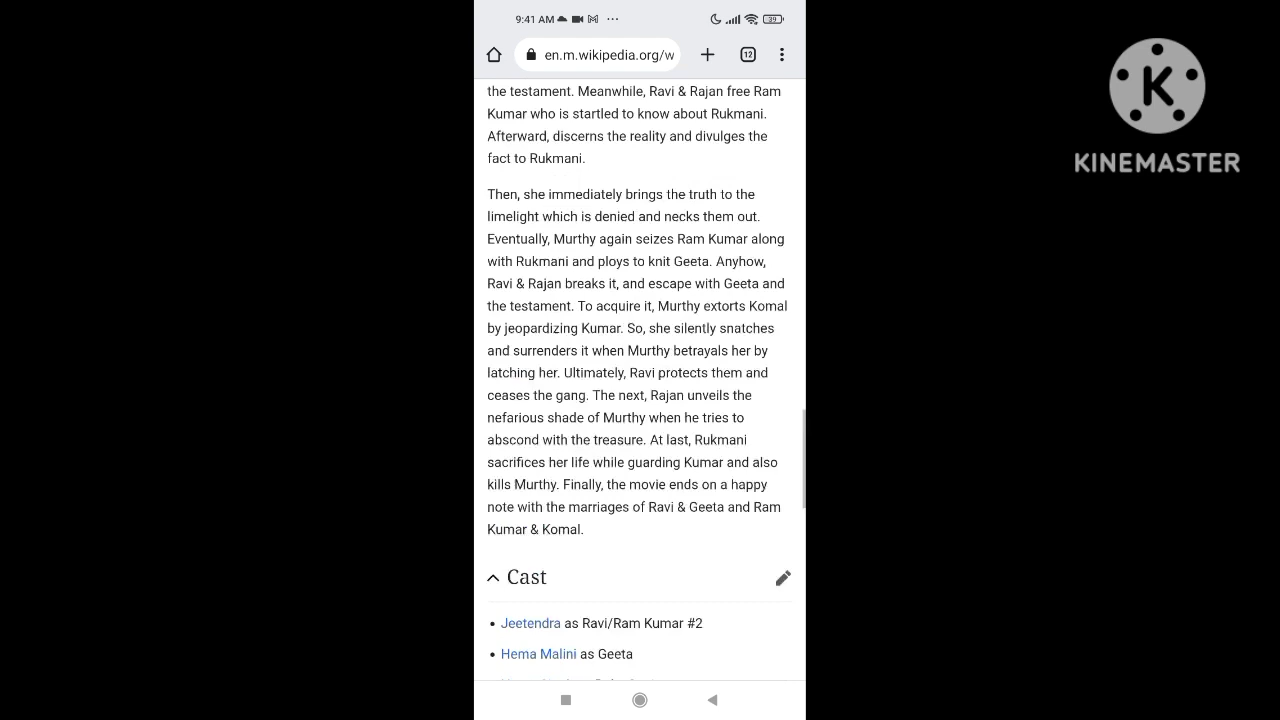 9:41 AM
39
en.m.wikipedia.org/w
12
the testament. Meanwhile, Ravi & Rajan free Ram
Kumar who is startled to know about Rukmani.
Afterward, discerns the reality and divulges the
fact to Rukmani.
Then, she immediately brings the truth to the
limelight which is denied and necks them out.
Eventually, Murthy again seizes Ram Kumar along
with Rukmani and ploys to knit Geeta. Anyhow,
Ravi & Rajan breaks it, and escape with Geeta and
the testament. To acquire it, Murthy extorts Komal
by jeopardizing Kumar. So, she silently snatches
and surrenders it when Murthy betrayals her by
latching her. Ultimately, Ravi protects them and
ceases the gang. The next, Rajan unveils the
nefarious shade of Murthy when he tries to
abscond with the treasure. At last, Rukmani
sacrifices her life while guarding Kumar and also
kills Murthy. Finally, the movie ends on a happy
note with the marriages of Ravi & Geeta and Ram
Kumar & Komal.
Cast
• Jeetendra as Ravi/Ram Kumar #2
• Hema Malini as Geeta
K
KINEMASTER